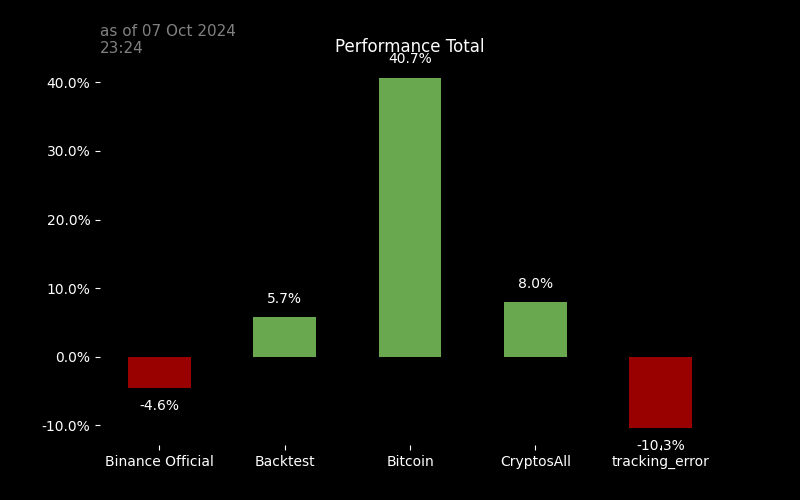 as of 07 Oct 2024
23:24
Performance Total
40.7%
40.0%
30.0%
20.0%
10.0%
8.0%
5.7%
0.0%
-4.6%
-10.0%
-10.3%
Binance Official
Backtest
Bitcoin
CryptosAll
tracking_error